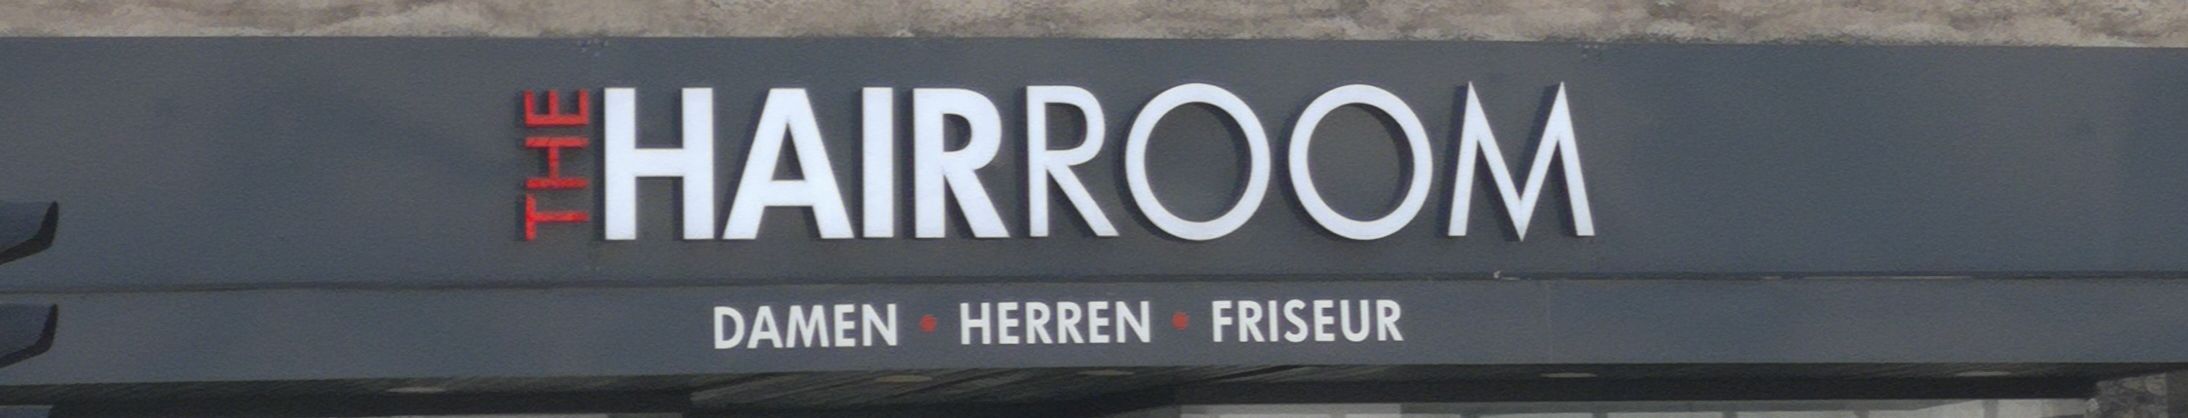 THE HAIRROOM
DAMEN • HERREN • FRISEUR